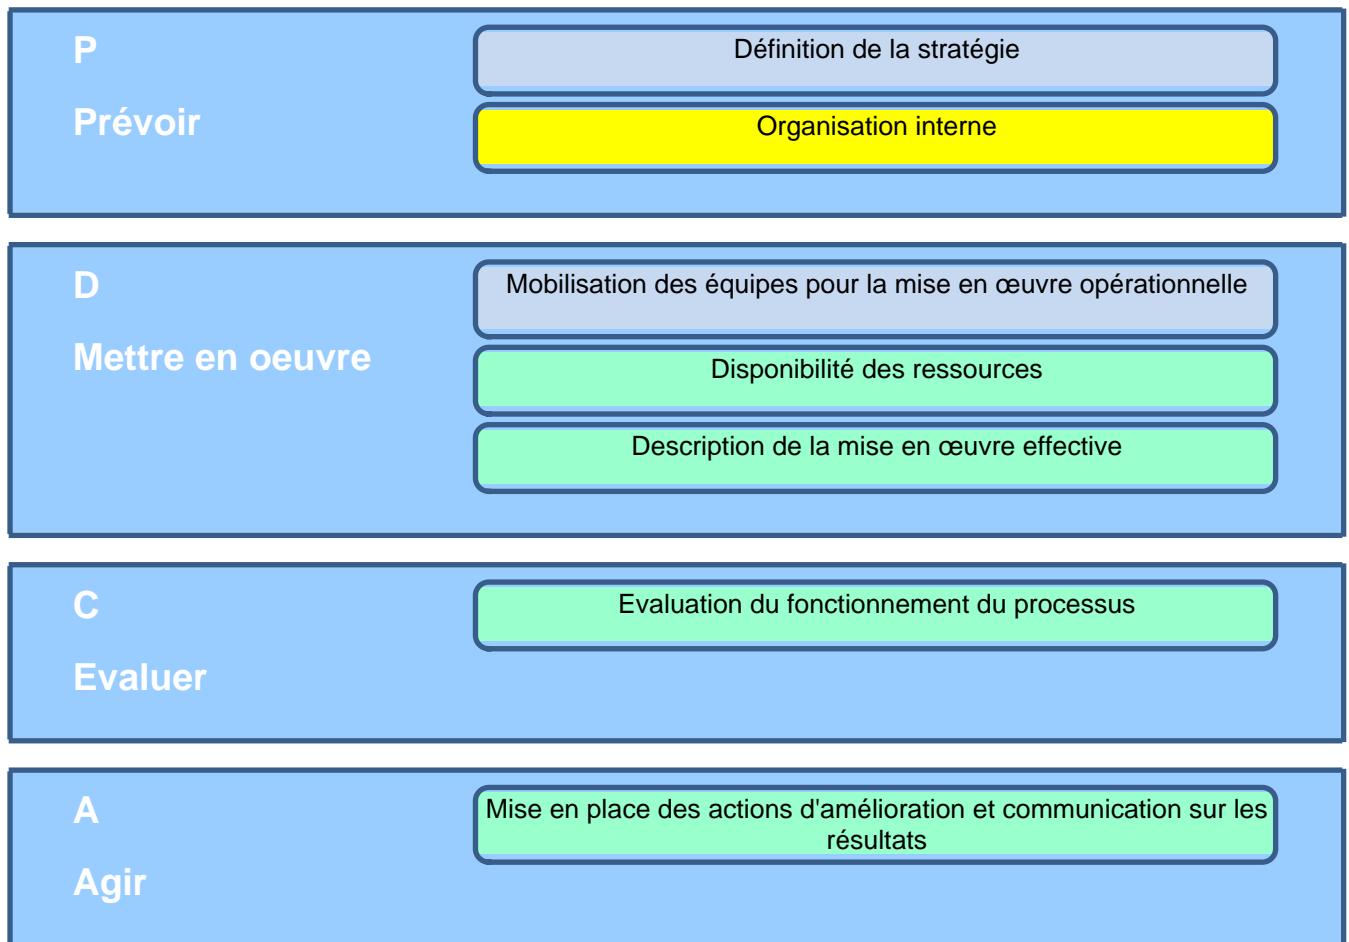 P
Prévoir
Définition de la stratégie
Organisation interne
D
Mettre en oeuvre
Mobilisation des équipes pour la mise en œuvre opérationnelle
Disponibilité des ressources
Description de la mise en œuvre effective
C
Evaluer
Evaluation du fonctionnement du processus
A
Agir
Mise en place des actions d'amélioration et communication sur les
résultats